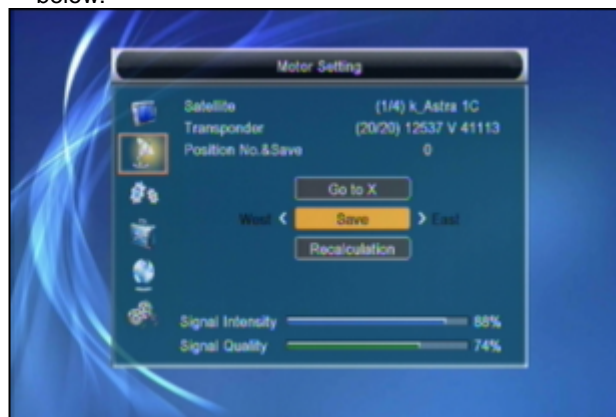 below:
Motor Setting
Satellite (1/4) k_Astra 1C
Transponder (20/20) 12537 V 41113
Position No.&Save 0
Go to X
West < Save > East
Recalculation
Signal Intensity 88%
Signal Quality 74%